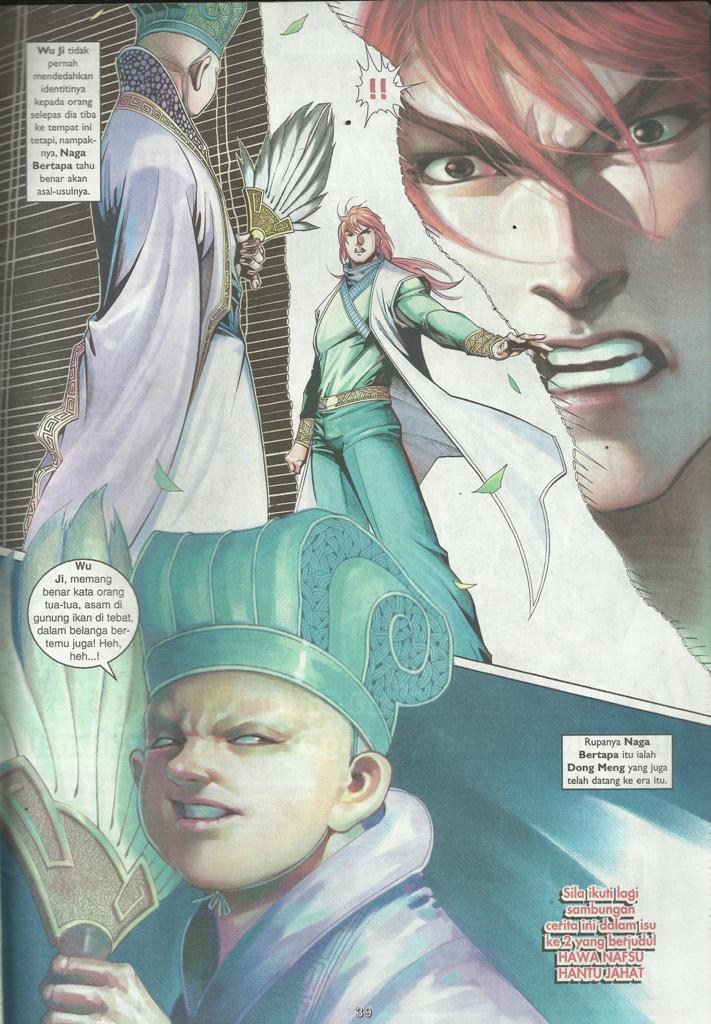 Wu Ji tidak
pernah
mendedahkan
identitinya
kepada orang
selepas dia tiba
ke tempat ini
tetapi, nampak-
nya, Naga
Bertapa tahu
benar akan
asal-usulnya.
!!
Wu
Ji, memang
benar kata orang
tua-tua, asam di
gunung ikan di tebat,
dalam belanga ber-
temu juga! Heh,
heh...!
Rupanya Naga
Bertapa itu ialah
Dong Meng yang juga
telah datang ke era itu.
Sila ikuti lagi
sambungan
cerita ini dalam isu
ke 2 yang berjudul
HAWA NAFSU
HANTU JAHAT
39